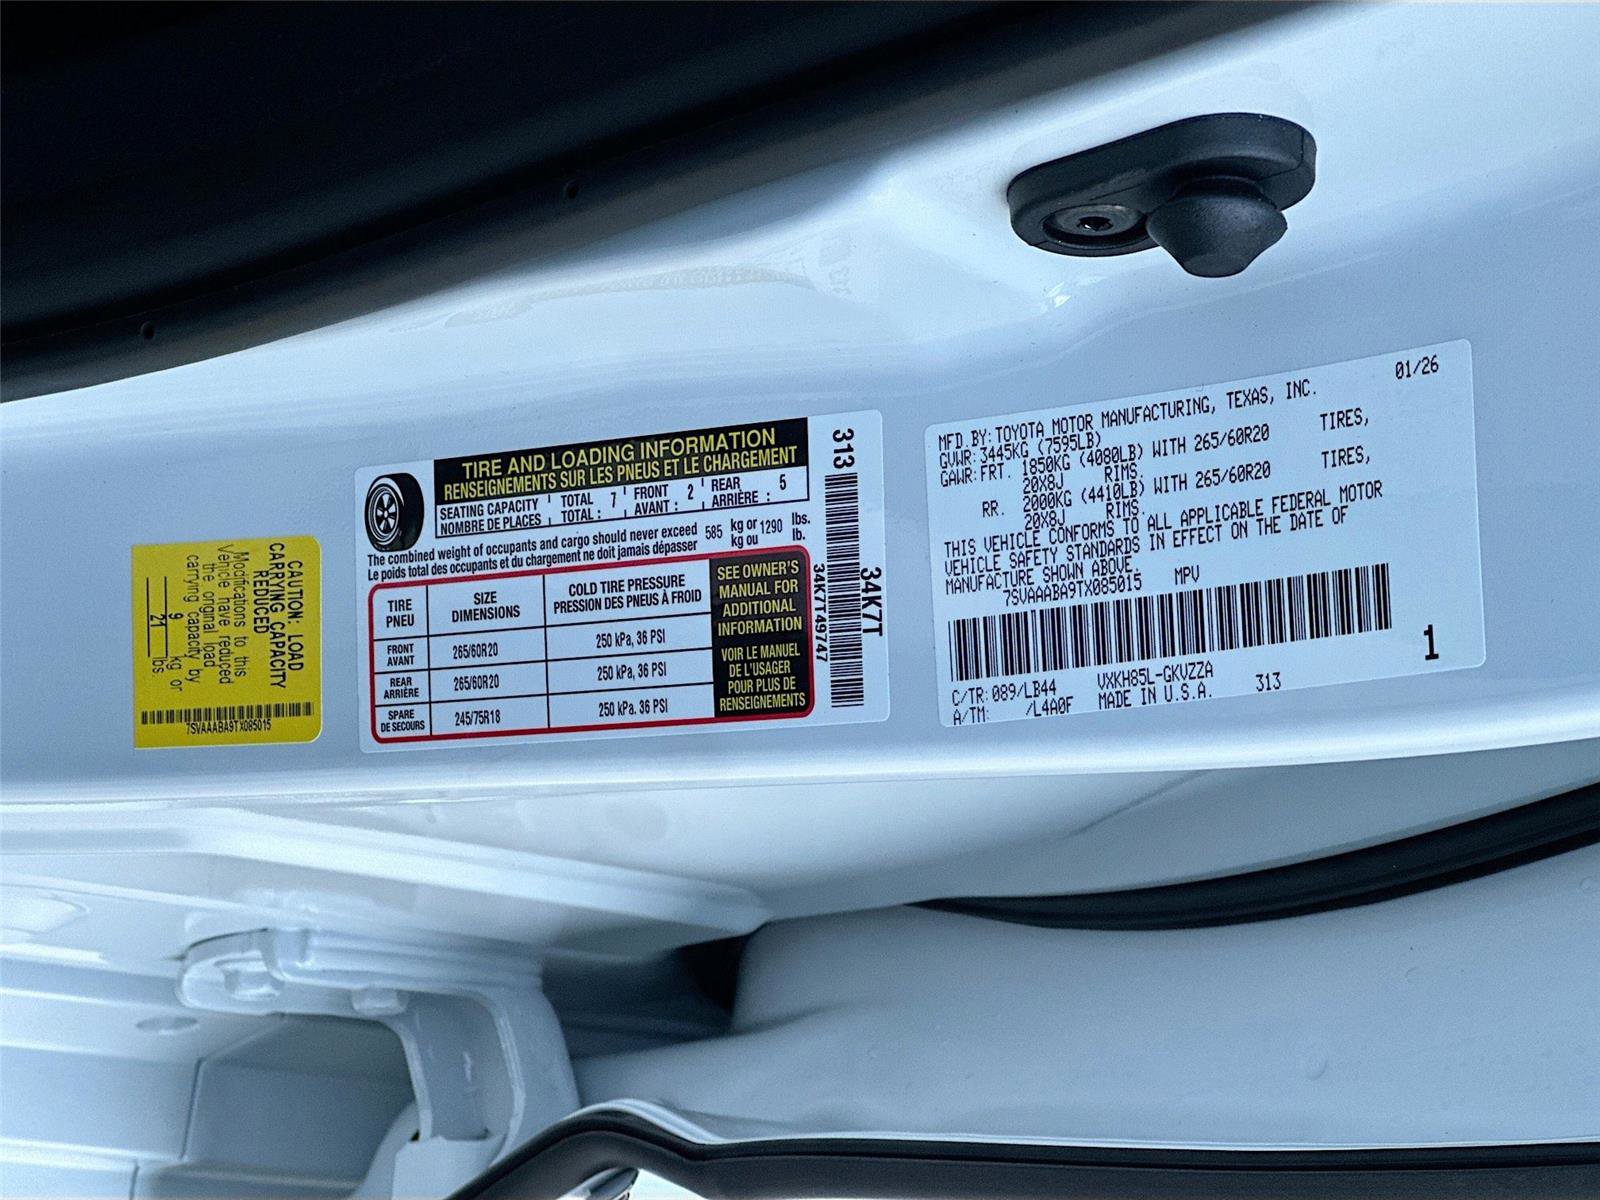 CAUTION: LOAD
CARRYING CAPACITY
REDUCED
Modifications to this
Vehicle have reduced
the original load
carrying capacity by
9 kg or
21 lbs
7SVAAABA9TX085015
TIRE AND LOADING INFORMATION
RENSEIGNEMENTS SUR LES PNEUS ET LE CHARGEMENT
SEATING CAPACITY TOTAL 7 FRONT 2 REAR 5
NOMBRE DE PLACES TOTAL : AVANT : ARRIÈRE :
The combined weight of occupants and cargo should never exceed 585 kg or 1290 lbs.
Le poids total des occupants et du chargement ne doit jamais dépasser kg ou lb.
TIRE SIZE COLD TIRE PRESSURE
PNEU DIMENSIONS PRESSION DES PNEUS À FROID
FRONT AVANT 265/60R20 250 kPa, 36 PSI
REAR ARRIÈRE 265/60R20 250 kPa, 36 PSI
SPARE DE SECOURS 245/75R18 250 kPa. 36 PSI
SEE OWNER'S
MANUAL FOR
ADDITIONAL
INFORMATION
VOIR LE MANUEL
DE L'USAGER
POUR PLUS DE
RENSEIGNEMENTS
313
34K7T
34K7T49747
MFD.BY:TOYOTA MOTOR MANUFACTURING, TEXAS, INC. 01/26
GVWR:3445KG (7595LB)
GAWR:FRT. 1850KG (4080LB) WITH 265/60R20 TIRES,
20X8J RIMS.
RR. 2000KG (4410LB) WITH 265/60R20 TIRES,
20X8J RIMS.
THIS VEHICLE CONFORMS TO ALL APPLICABLE FEDERAL MOTOR
VEHICLE SAFETY STANDARDS IN EFFECT ON THE DATE OF
MANUFACTURE SHOWN ABOVE.
7SVAAABA9TX085015 MPV
1
C/TR:089/LB44 VXKH85L-GKVZZA
A/TM: /L4A0F MADE IN U.S.A. 313